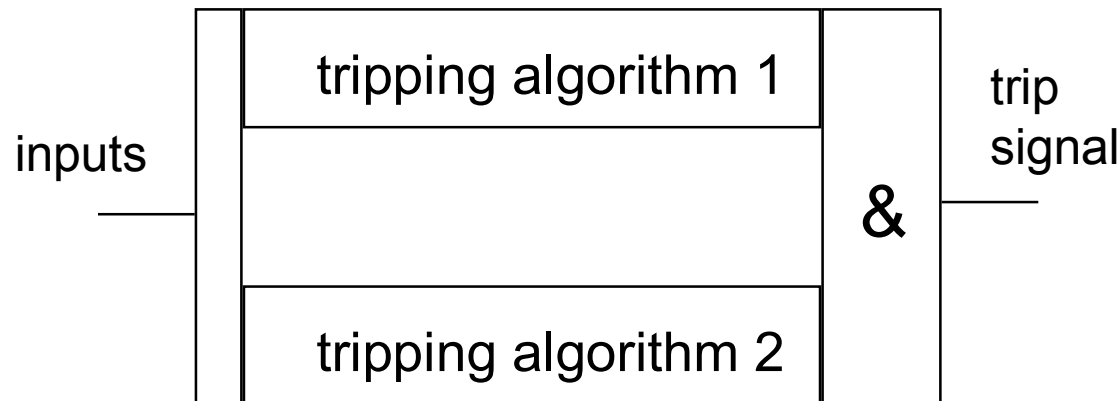 tripping algorithm 1
trip
signal
inputs
&
tripping algorithm 2